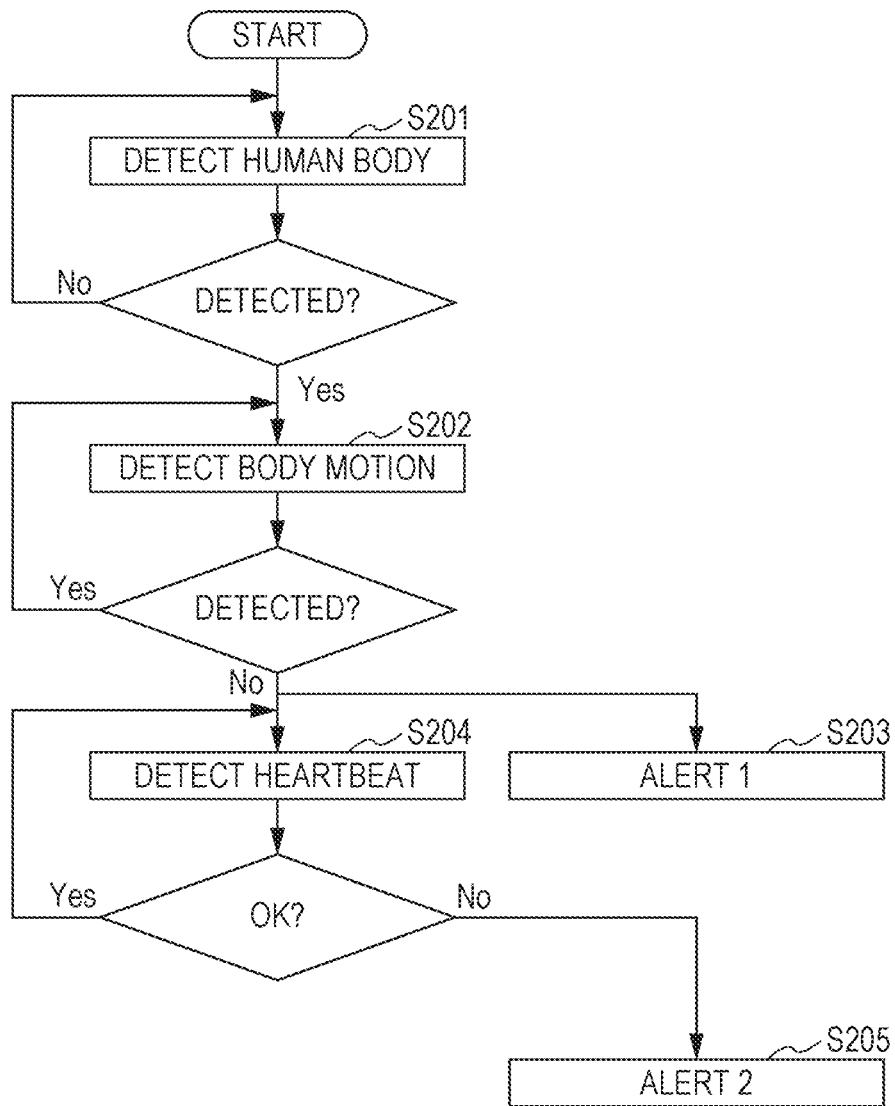 START
S201
DETECT HUMAN BODY
No
DETECTED?
Yes
S202
DETECT BODY MOTION
Yes
DETECTED?
No
S204
DETECT HEARTBEAT
S203
ALERT 1
Yes
OK?
No
S205
ALERT 2